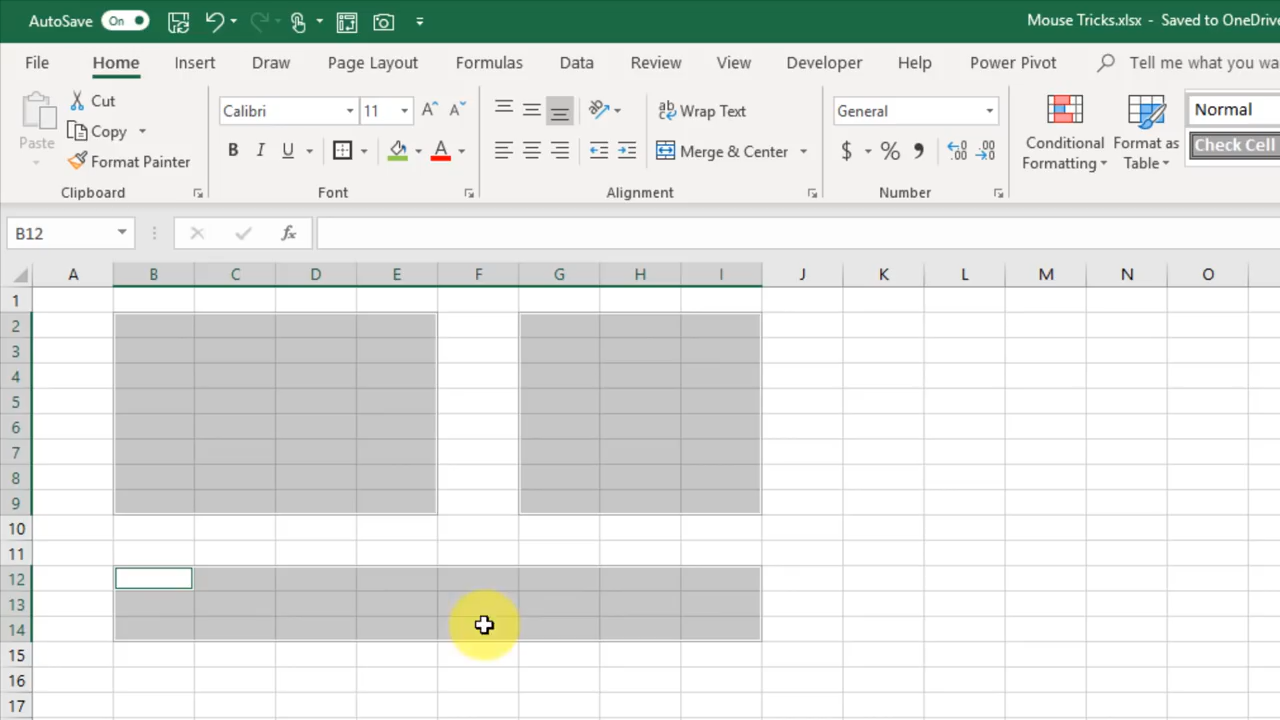 AutoSave On Mouse Tricks.xlsx - Saved to OneDrive
File Home Insert Draw Page Layout Formulas Data Review View Developer Help Power Pivot Tell me what you wa
Paste Cut Calibri 11 A A Wrap Text General Conditional Formatting Format as Table Normal
Copy
Format Painter B I U A Merge & Center $ % , .00 .00 Check Cell
Clipboard Font Alignment Number
B12 fx
A B C D E F G H I J K L M N O
1
2
3
4
5
6
7
8
9
10
11
12
13
14
15
16
17